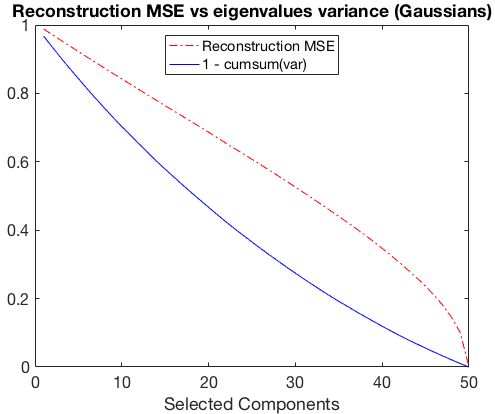 Reconstruction MSE vs eigenvalues variance (Gaussians)
1
Reconstruction MSE
1 - cumsum(var)
0.8
0.6
0.4
0.2
0
0 10 20 30 40 50
Selected Components